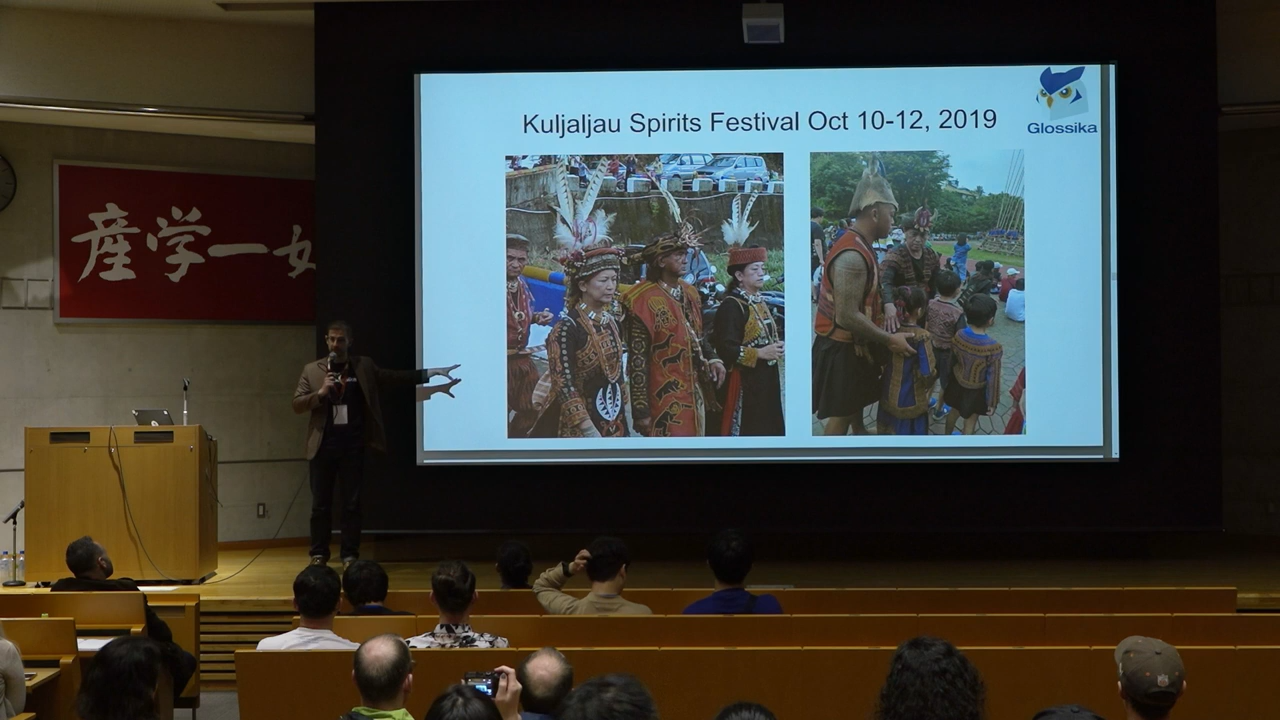 Kuljaljau Spirits Festival Oct 10-12, 2019
Glossika
産学一如